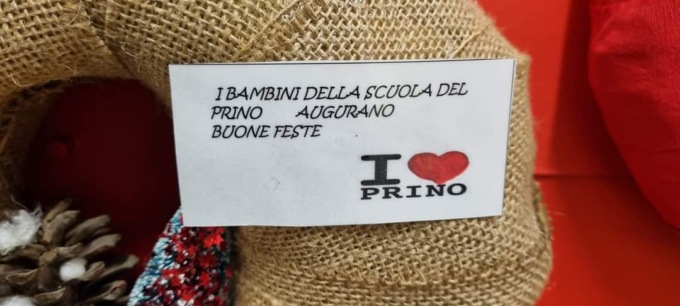 I BAMBINI DELLA SCUOLA DEL
PRINO AUGURANO
BUONE FESTE
I ❤
PRINO